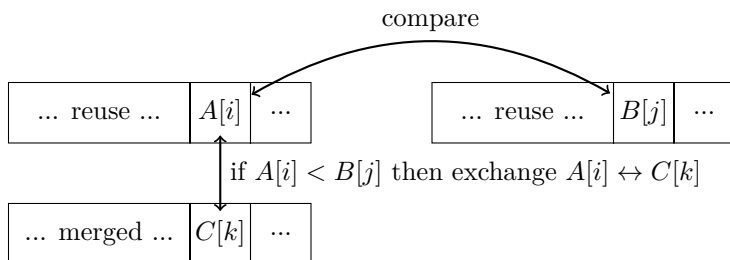 compare
... reuse ... A[i] ... ... reuse ... B[j] ...
if A[i] < B[j] then exchange A[i] ↔ C[k]
... merged ... C[k] ...